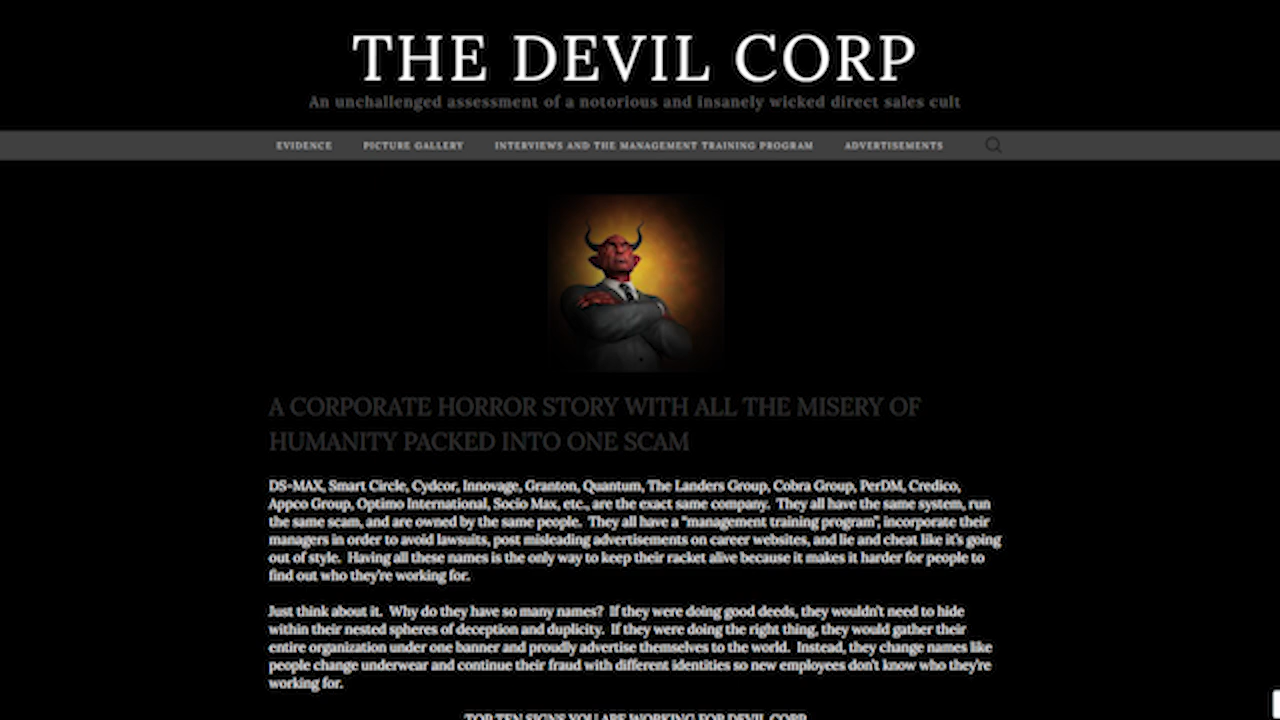 THE DEVIL CORP
An unchallenged assessment of a notorious and insanely wicked direct sales cult
EVIDENCE PICTURE GALLERY INTERVIEWS AND THE MANAGEMENT TRAINING PROGRAM ADVERTISEMENTS
A CORPORATE HORROR STORY WITH ALL THE MISERY OF
HUMANITY PACKED INTO ONE SCAM
DS-MAX, Smart Circle, Cydcor, Innovage, Granton, Quantum, The Landers Group, Cobra Group, PerDM, Credico,
Appco Group, Optimo International, Socio Max, etc., are the exact same company. They all have the same system, run
the same scam, and are owned by the same people. They all have a "management training program", incorporate their
managers in order to avoid lawsuits, post misleading advertisements on career websites, and lie and cheat like it's going
out of style. Having all these names is the only way to keep their racket alive because it makes it harder for people to
find out who they're working for.
Just think about it. Why do they have so many names? If they were doing good deeds, they wouldn't need to hide
within their nested spheres of deception and duplicity. If they were doing the right thing, they would gather their
entire organization under one banner and proudly advertise themselves to the world. Instead, they change names like
people change underwear and continue their fraud with different identities so new employees don't know who they're
working for.
TOP TEN SIGNS YOU ARE WORKING FOR DEVIL CORP